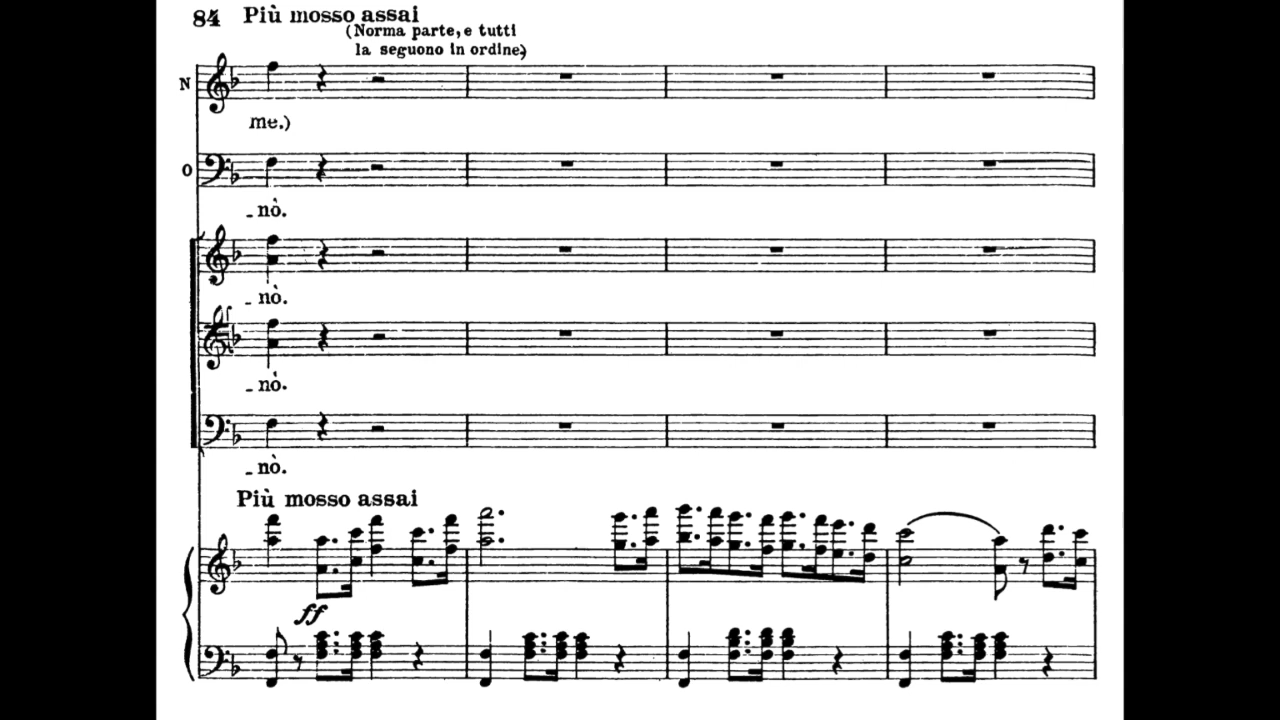 84 Più mosso assai
(Norma parte, e tutti
la seguono in ordine)
N
me.)
O
_ nò.
_ nò.
_ nò.
_ nò.
Più mosso assai
ff